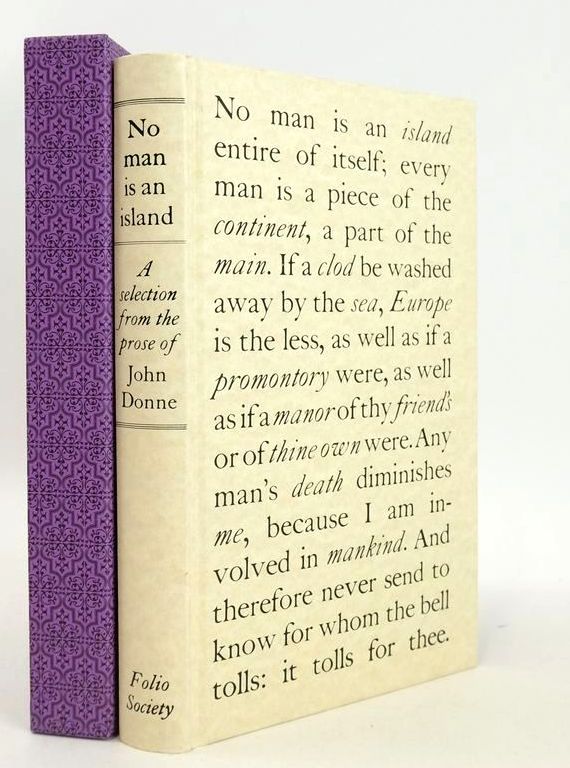 No
man
is an
island
A
selection
from the
prose of
John
Donne
Folio
Society
No man is an island
entire of itself; every
man is a piece of the
continent, a part of the
main. If a clod be washed
away by the sea, Europe
is the less, as well as if a
promontory were, as well
as if a manor of thy friend's
or of thine own were. Any
man's death diminishes
me, because I am in-
volved in mankind. And
therefore never send to
know for whom the bell
tolls: it tolls for thee.